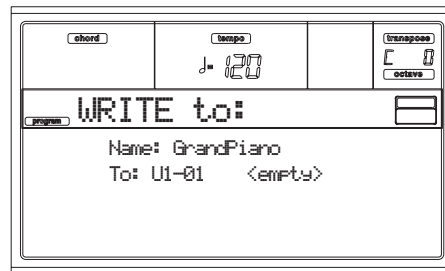 chord tempo transpose
♩= 120 C 0
octave
program WRITE to:
Name: GrandPiano
To: U1-01 <empty>